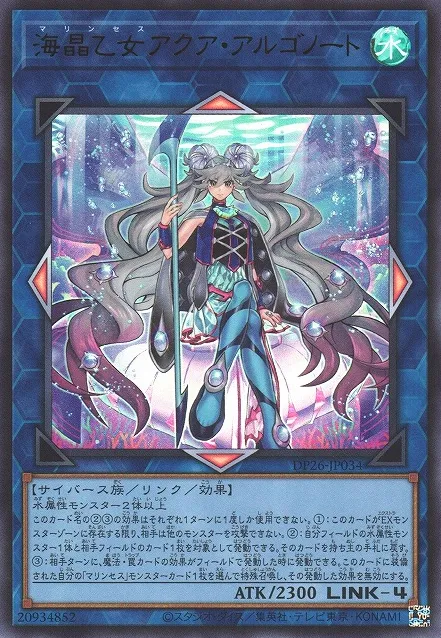 マリンセス
海晶乙女アクア・アルゴノート
水
DP26-JP034
【サイバース族／リンク／効果】
水属性モンスター2体以上
このカード名の②③の効果はそれぞれ1ターンに1度しか使用できない。①：このカードがEXモン
スターゾーンに存在する限り、相手は他のモンスターを攻撃できない。②：自分フィールドの水属性モン
スター1体と相手フィールドのカード1枚を対象として発動できる。そのカードを持ち主の手札に戻す。
③：相手ターンに、魔法・罠カードの効果がフィールドで発動した時に発動できる。このカードに装備
された自分の「マリンセス」モンスターカード1枚を選んで特殊召喚し、その発動した効果を無効にする。
ATK/2300 LINK-4
20934852
©スタジオ・ダイス／集英社・テレビ東京・KONAMI